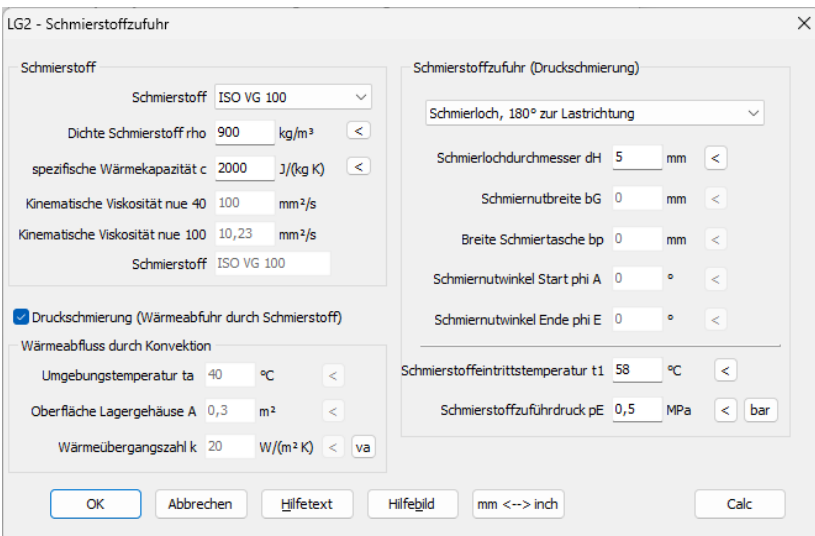 LG2 - Schmierstoffzufuhr
Schmierstoff
Schmierstoff ISO VG 100
Dichte Schmierstoff rho 900 kg/m³ <
spezifische Wärmekapazität c 2000 J/(kg K) <
Kinematische Viskosität nue 40 100 mm²/s
Kinematische Viskosität nue 100 10,23 mm²/s
Schmierstoff ISO VG 100
Druckschmierung (Wärmeabfuhr durch Schmierstoff)
Wärmeabfluss durch Konvektion
Umgebungstemperatur ta 40 °C <
Oberfläche Lagergehäuse A 0,3 m² <
Wärmeübergangszahl k 20 W/(m² K) < va
Schmierstoffzufuhr (Druckschmierung)
Schmierloch, 180° zur Lastrichtung
Schmierlochdurchmesser dH 5 mm <
Schmiernutbreite bG 0 mm <
Breite Schmiertasche bp 0 mm <
Schmiernutwinkel Start phi A 0 ° <
Schmiernutwinkel Ende phi E 0 ° <
Schmierstoffeintrittstemperatur t1 58 °C <
Schmierstoffzuführdruck pE 0,5 MPa < bar
OK Abbrechen Hilfetext Hilfebild mm <--> inch Calc